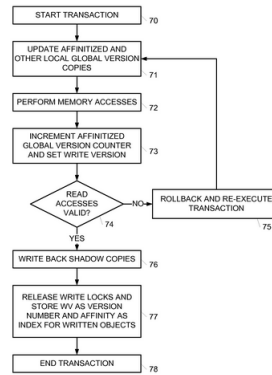 START TRANSACTION
70
UPDATE AFFINITIZED AND
OTHER LOCAL GLOBAL VERSION
COPIES
71
PERFORM MEMORY ACCESSES
72
INCREMENT AFFINITIZED
GLOBAL VERSION COUNTER
AND SET WRITE VERSION
73
READ
ACCESSES
VALID?
74
NO
ROLLBACK AND RE-EXECUTE
TRANSACTION
75
YES
WRITE BACK SHADOW COPIES
76
RELEASE WRITE LOCKS AND
STORE WV AS VERSION
NUMBER AND AFFINITY AS
INDEX FOR WRITTEN OBJECTS
77
END TRANSACTION
78